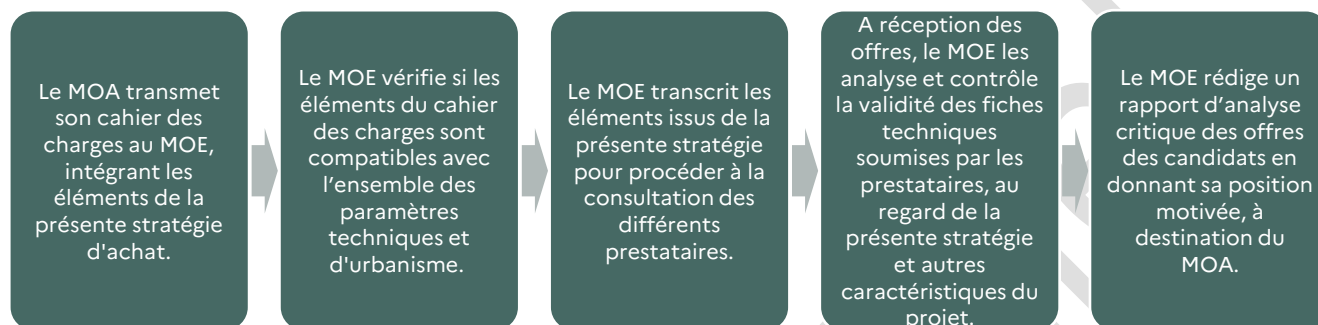 Le MOA transmet
son cahier des
charges au MOE,
intégrant les
éléments de la
présente stratégie
d'achat.
Le MOE vérifie si les
éléments du cahier
des charges sont
compatibles avec
l’ensemble des
paramètres
techniques et
d'urbanisme.
Le MOE transcrit les
éléments issus de la
présente stratégie
pour procéder à la
consultation des
différents
prestataires.
A réception des
offres, le MOE les
analyse et contrôle
la validité des fiches
techniques
soumises par les
prestataires, au
regard de la
présente stratégie
et autres
caractéristiques du
projet.
Le MOE rédige un
rapport d’analyse
critique des offres
des candidats en
donnant sa position
motivée, à
destination du
MOA.